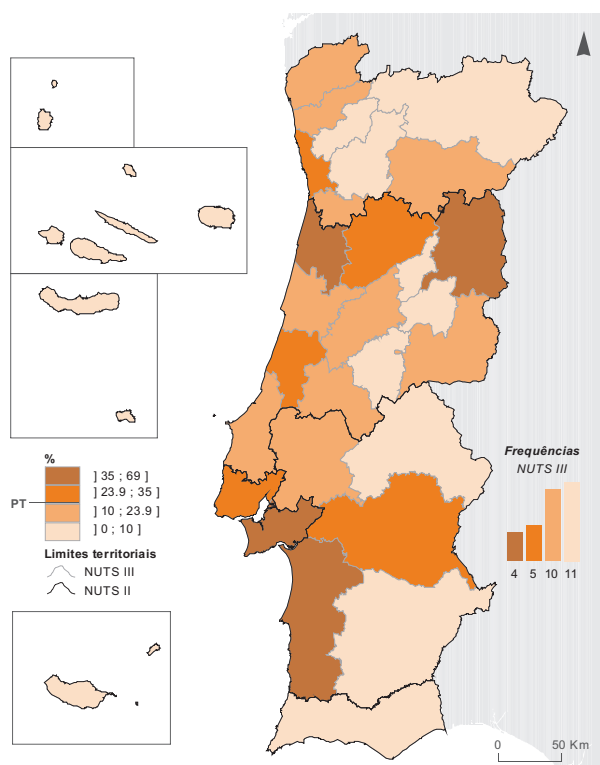 %
] 35 ; 69 ]
] 23.9 ; 35 ]
PT
] 10 ; 23.9 ]
] 0 ; 10 ]
Limites territoriais
NUTS III
NUTS II
Frequências
NUTS III
4 5 10 11
0 50 Km